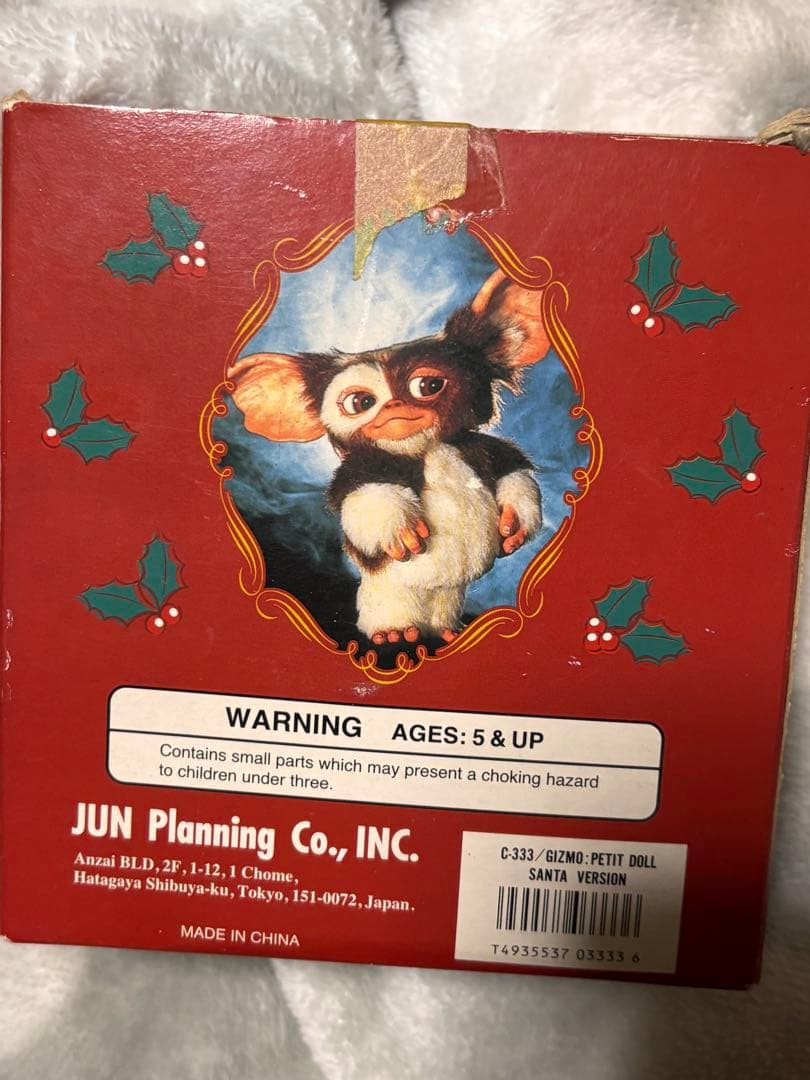 WARNING AGES: 5 & UP
Contains small parts which may present a choking hazard
to children under three.
JUN Planning Co., INC.
Anzai BLD, 2F, 1-12, 1 Chome,
Hatagaya Shibuya-ku, Tokyo, 151-0072, Japan.
MADE IN CHINA
C-333/GIZMO: PETIT DOLL
SANTA VERSION
T4935537 03333 6